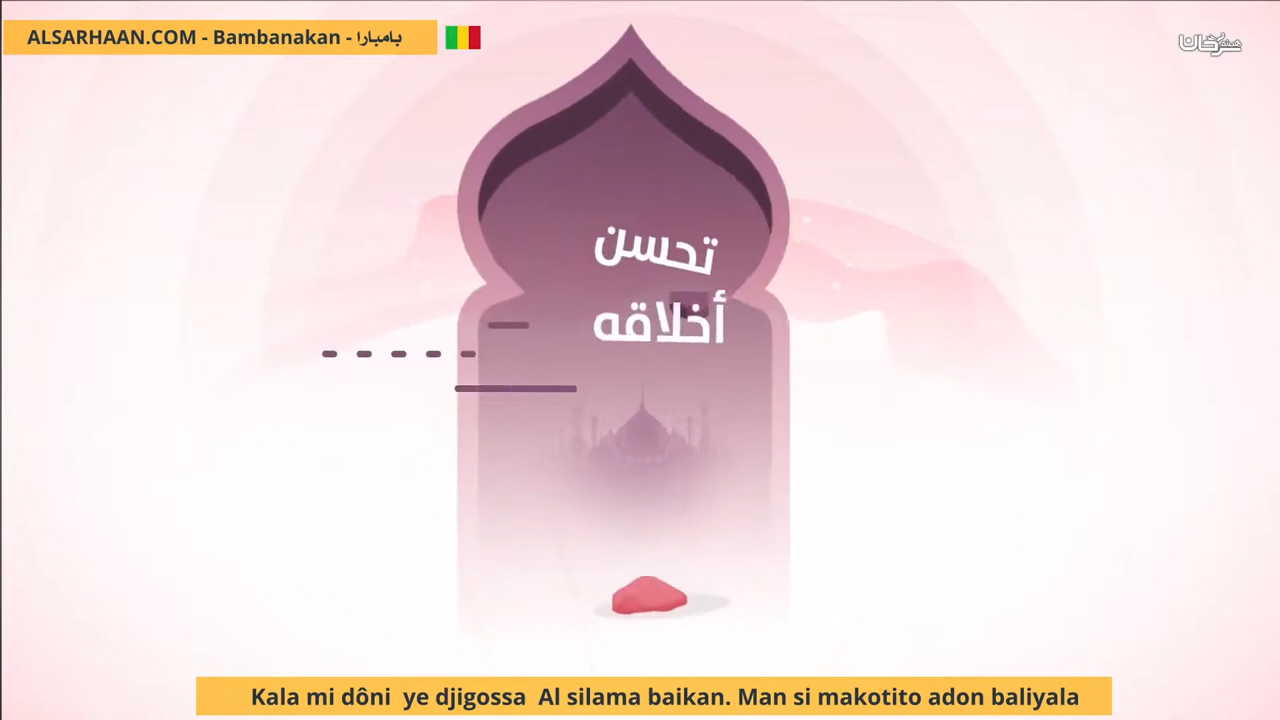 ALSARHAAN.COM - Bambanakan - بامبارا
تحسن
أخلاقه
Kala mi dôni ye djigossa Al silama baikan. Man si makotito adon baliyala